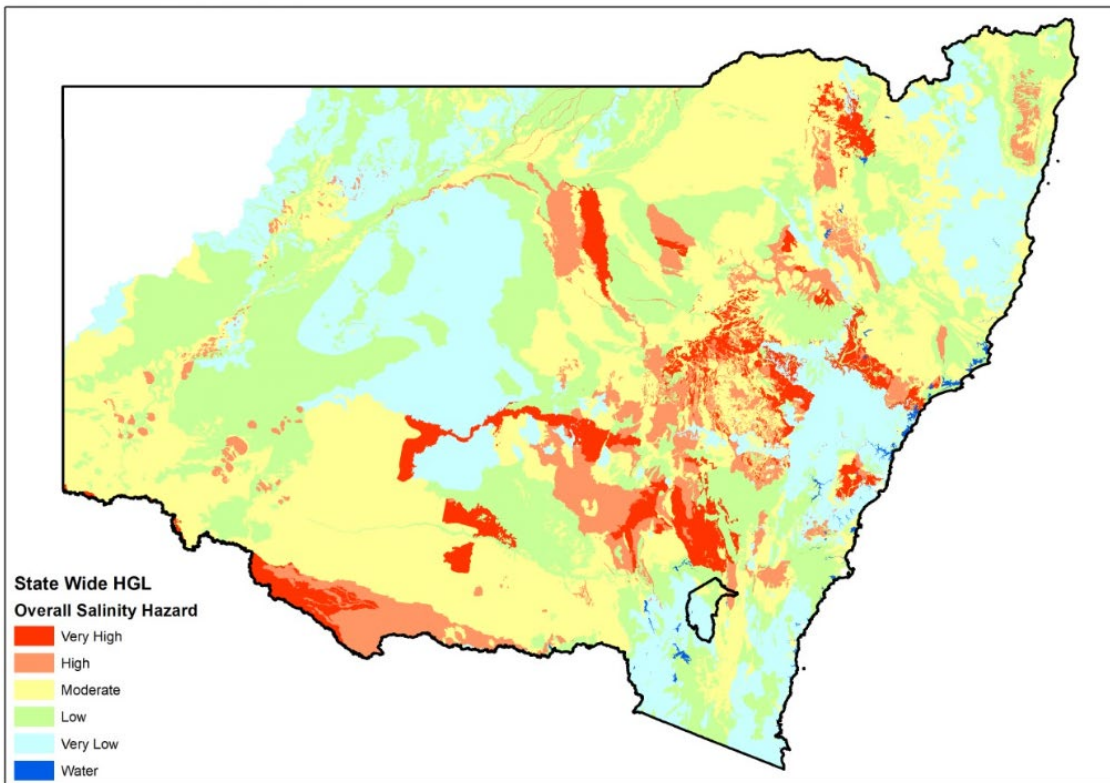 State Wide HGL
Overall Salinity Hazard
Very High
High
Moderate
Low
Very Low
Water